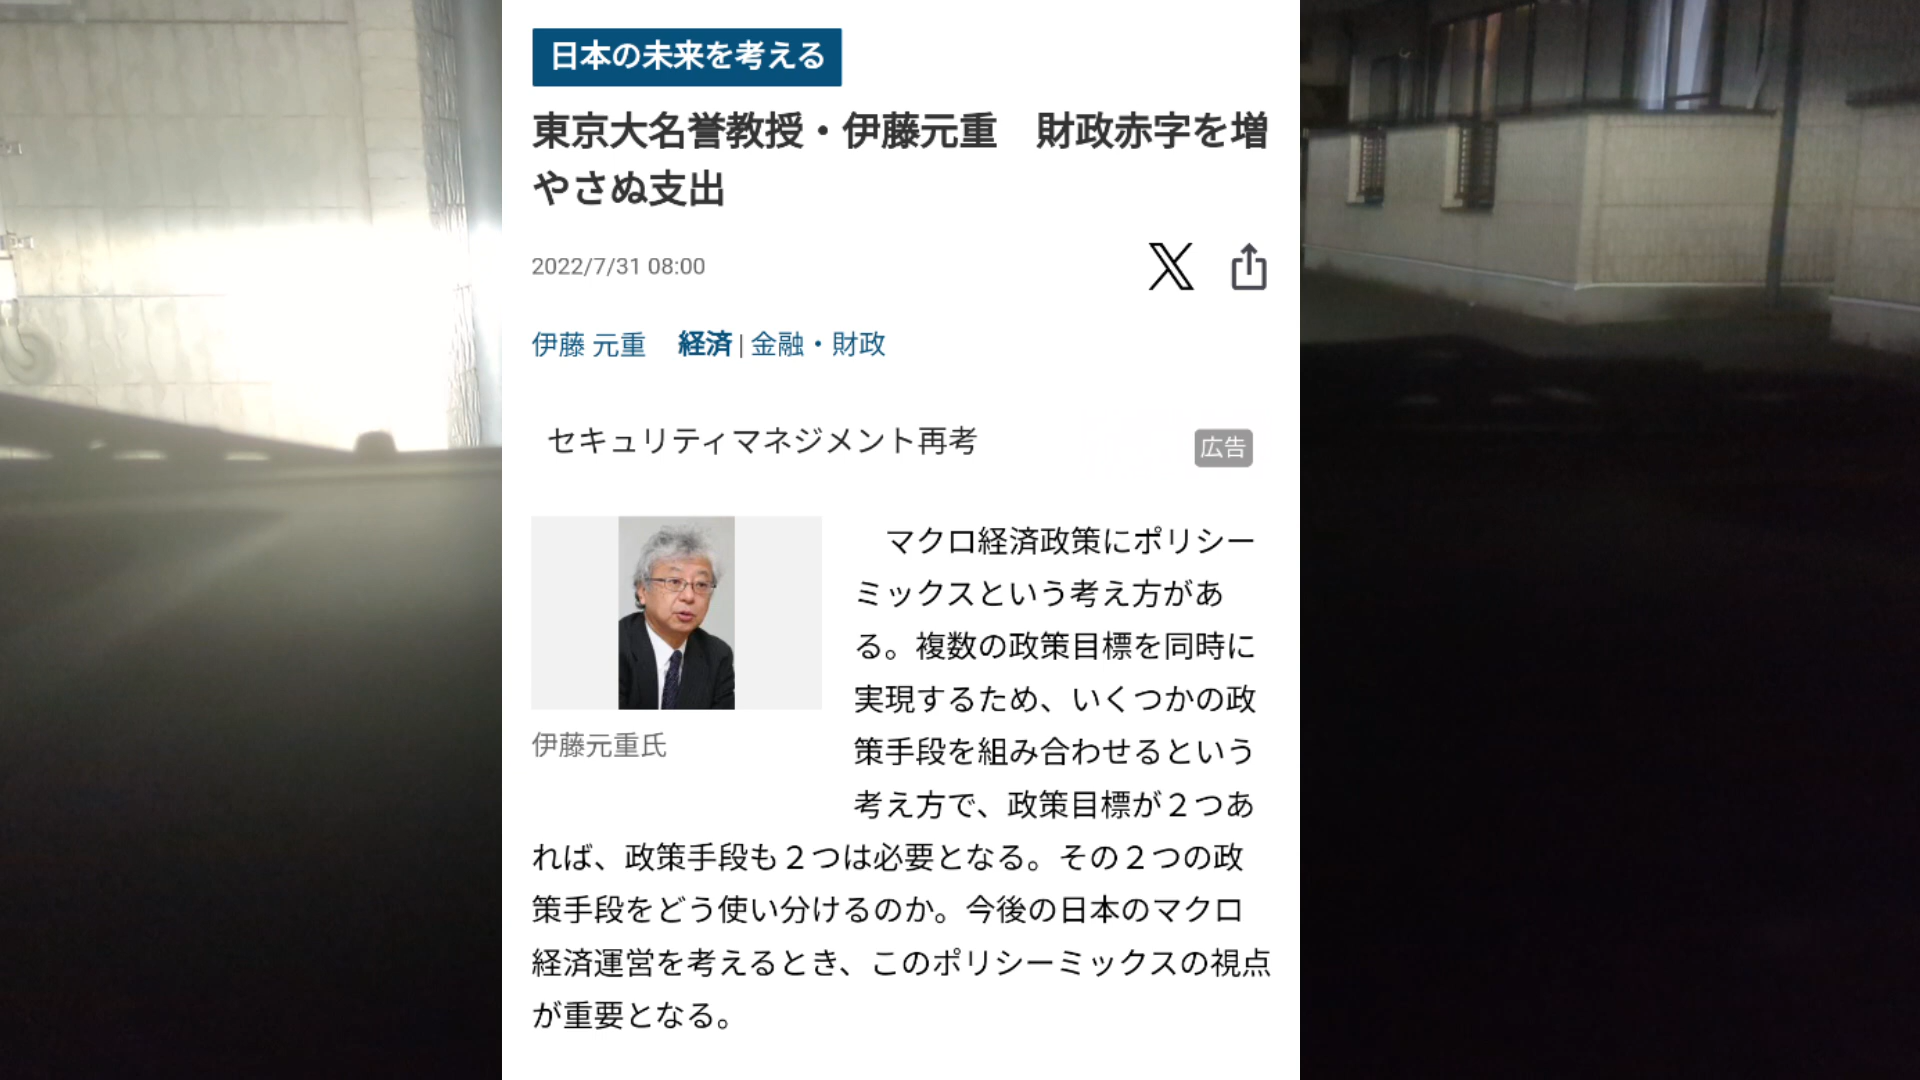 日本の未来を考える
東京大名誉教授・伊藤元重　財政赤字を増
やさぬ支出
2022/7/31 08:00
伊藤 元重　経済 | 金融・財政
セキュリティマネジメント再考
広告
伊藤元重氏
　マクロ経済政策にポリシー
ミックスという考え方があ
る。複数の政策目標を同時に
実現するため、いくつかの政
策手段を組み合わせるという
考え方で、政策目標が２つあ
れば、政策手段も２つは必要となる。その２つの政
策手段をどう使い分けるのか。今後の日本のマクロ
経済運営を考えるとき、このポリシーミックスの視点
が重要となる。